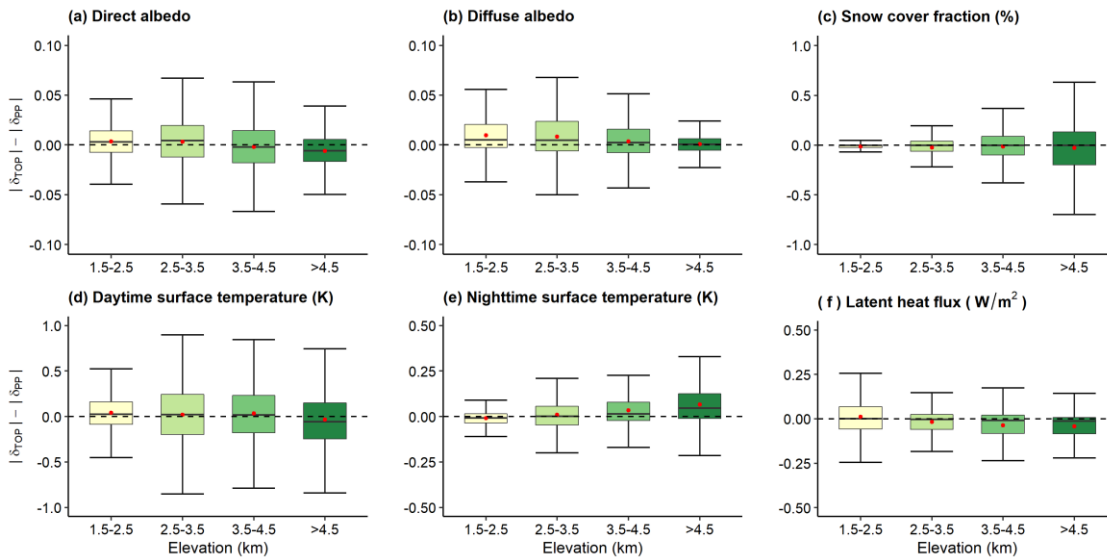 (a) Direct albedo
(b) Diffuse albedo
(c) Snow cover fraction (%)
| δTOP | − | δPP |
0.10
0.05
0.00
-0.05
-0.10
0.10
0.05
0.00
-0.05
-0.10
1.0
0.5
0.0
-0.5
-1.0
1.5-2.5 2.5-3.5 3.5-4.5 >4.5
1.5-2.5 2.5-3.5 3.5-4.5 >4.5
1.5-2.5 2.5-3.5 3.5-4.5 >4.5
(d) Daytime surface temperature (K)
(e) Nighttime surface temperature (K)
(f ) Latent heat flux ( W/m² )
| δTOP | − | δPP |
1.0
0.5
0.0
-0.5
-1.0
0.50
0.25
0.00
-0.25
-0.50
0.50
0.25
0.00
-0.25
-0.50
1.5-2.5 2.5-3.5 3.5-4.5 >4.5
1.5-2.5 2.5-3.5 3.5-4.5 >4.5
1.5-2.5 2.5-3.5 3.5-4.5 >4.5
Elevation (km)
Elevation (km)
Elevation (km)